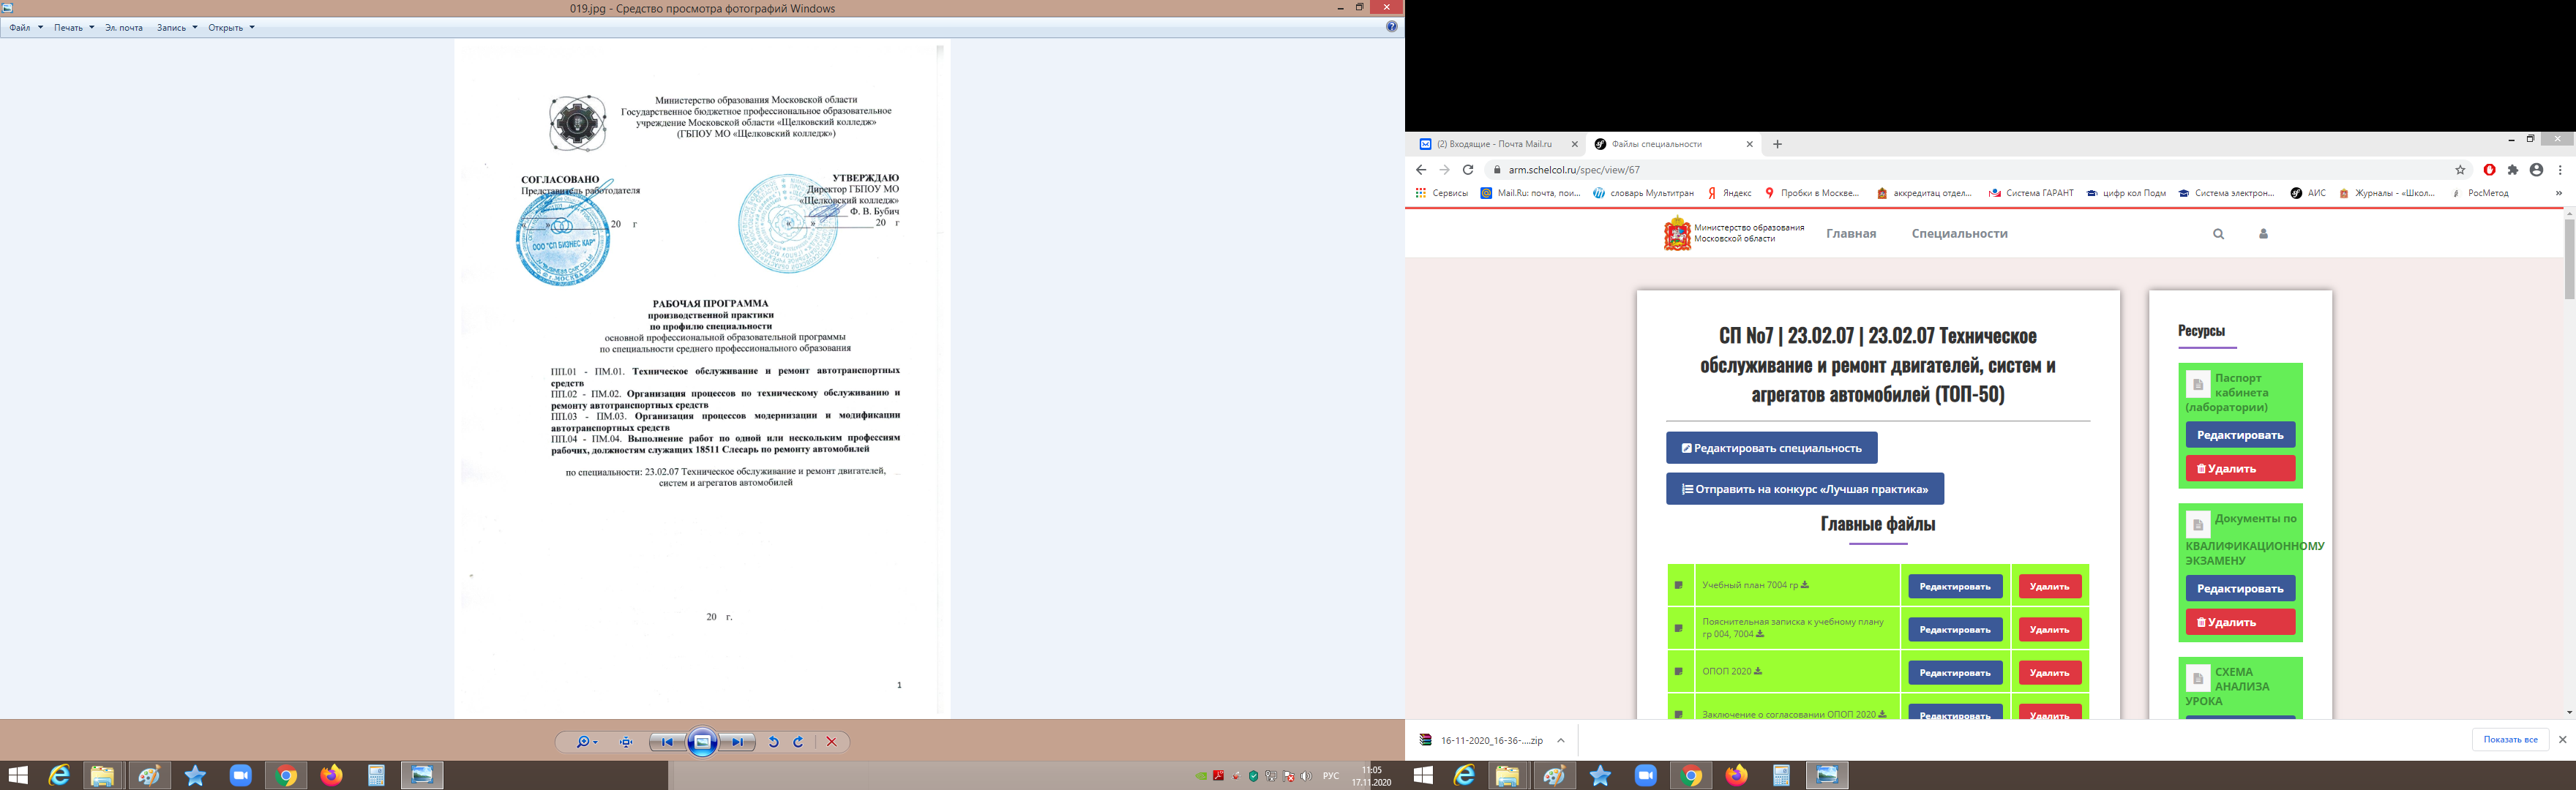 019.jpg - Средство просмотра фотографий Windows
Файл Печать Эл. почта Запись Открыть
Министерство образования Московской области
Государственное бюджетное профессиональное образовательное
учреждение Московской области «Щелковский колледж»
(ГБПОУ МО «Щелковский колледж»)
СОГЛАСОВАНО
Представитель работодателя
20 г
ООО "СП БИЗНЕС КАР"
г. МОСКВА
УТВЕРЖДАЮ
Директор ГБПОУ МО
«Щелковский колледж»
Ф. В. Бубич
« » 20 г
РАБОЧАЯ ПРОГРАММА
производственной практики
по профилю специальности
основной профессиональной образовательной программы
по специальности среднего профессионального образования
ПП.01 - ПМ.01. Техническое обслуживание и ремонт автотранспортных
средств
ПП.02 - ПМ.02. Организация процессов по техническому обслуживанию и
ремонту автотранспортных средств
ПП.03 - ПМ.03. Организация процессов модернизации и модификации
автотранспортных средств
ПП.04 - ПМ.04. Выполнение работ по одной или нескольким профессиям
рабочих, должностям служащих 18511 Слесарь по ремонту автомобилей
по специальности: 23.02.07 Техническое обслуживание и ремонт двигателей,
систем и агрегатов автомобилей
20 г.
1
РУС
11:05
17.11.2020
(2) Входящие - Почта Mail.ru
Файлы специальности
arm.schelcol.ru/spec/view/67
Сервисы Mail.Ru: почта, пои... словарь Мультитран Яндекс Пробки в Москве... аккредитац отдел... Система ГАРАНТ цифр кол Подм Система электрон... АИС Журналы - «Школ... РосМетод »
Министерство образования
Московской области
Главная Специальности
СП №7 | 23.02.07 | 23.02.07 Техническое
обслуживание и ремонт двигателей, систем и
агрегатов автомобилей (ТОП-50)
Редактировать специальность
Отправить на конкурс «Лучшая практика»
Главные файлы
Учебный план 7004 гр Редактировать Удалить
Пояснительная записка к учебному плану
гр 004, 7004 Редактировать Удалить
ОПОП 2020 Редактировать Удалить
Заключение о согласовании ОПОП 2020 Редактировать Удалить
Ресурсы
Паспорт
кабинета
(лаборатории)
Редактировать
Удалить
Документы по
КВАЛИФИКАЦИОННОМУ
ЭКЗАМЕНУ
Редактировать
Удалить
СХЕМА
АНАЛИЗА
УРОКА
16-11-2020_16-36-....zip
Показать все